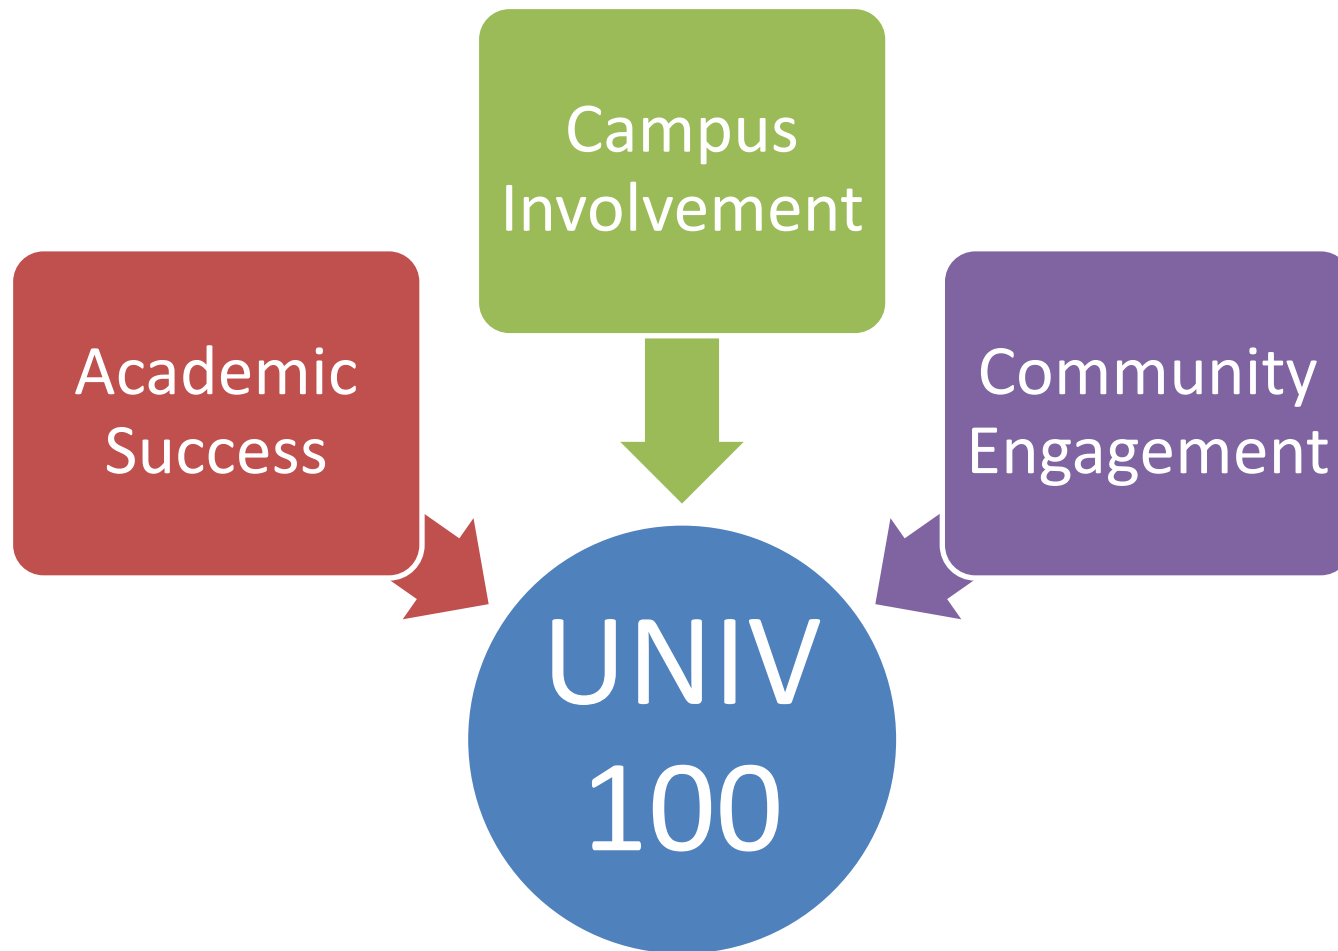 Campus
Involvement
Academic
Success
Community
Engagement
UNIV
100